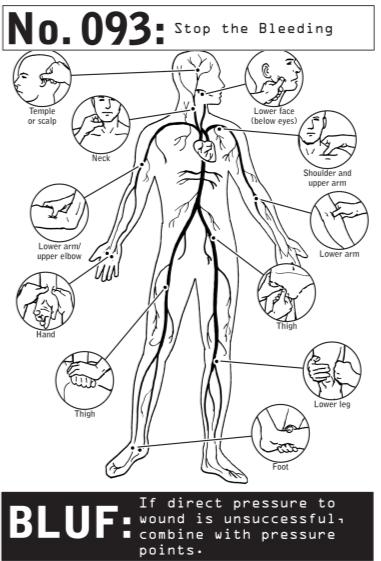 No. 093: Stop the Bleeding
Temple
or scalp
Lower face
(below eyes)
Neck
Shoulder and
upper arm
Lower arm/
upper elbow
Lower arm
Hand
Thigh
Thigh
Lower leg
Foot
BLUF: If direct pressure to
wound is unsuccessful,
combine with pressure
points.